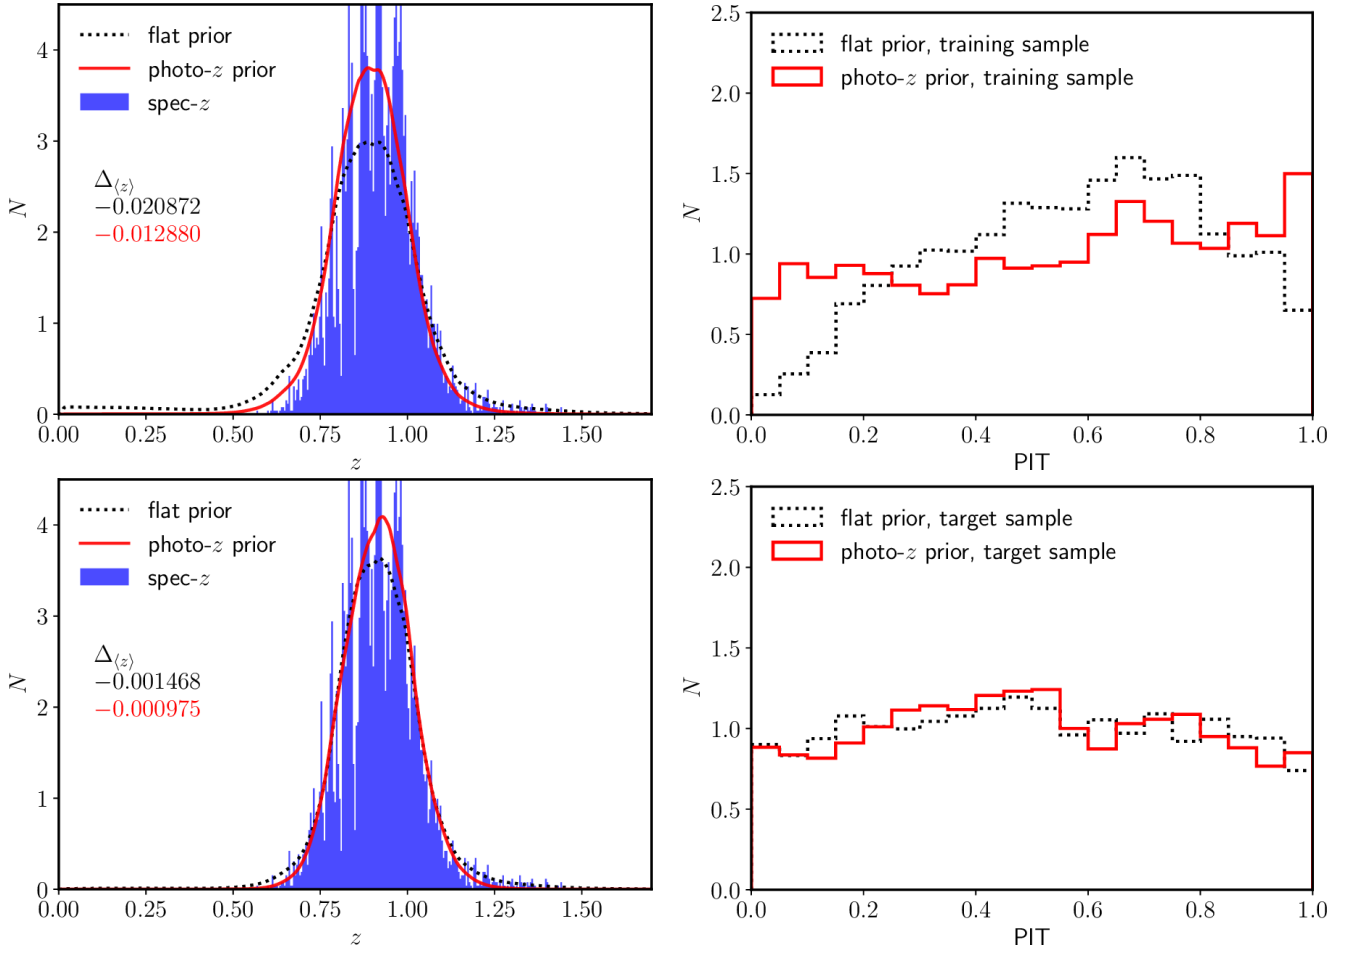 flat prior
photo-z prior
spec-z
Δ⟨z⟩
−0.020872
−0.012880
N
4
3
2
1
0
0.00 0.25 0.50 0.75 1.00 1.25 1.50
z
flat prior, training sample
photo-z prior, training sample
N
2.5
2.0
1.5
1.0
0.5
0.0
0.0 0.2 0.4 0.6 0.8 1.0
PIT
flat prior
photo-z prior
spec-z
Δ⟨z⟩
−0.001468
−0.000975
N
4
3
2
1
0
0.00 0.25 0.50 0.75 1.00 1.25 1.50
z
flat prior, target sample
photo-z prior, target sample
N
2.5
2.0
1.5
1.0
0.5
0.0
0.0 0.2 0.4 0.6 0.8 1.0
PIT